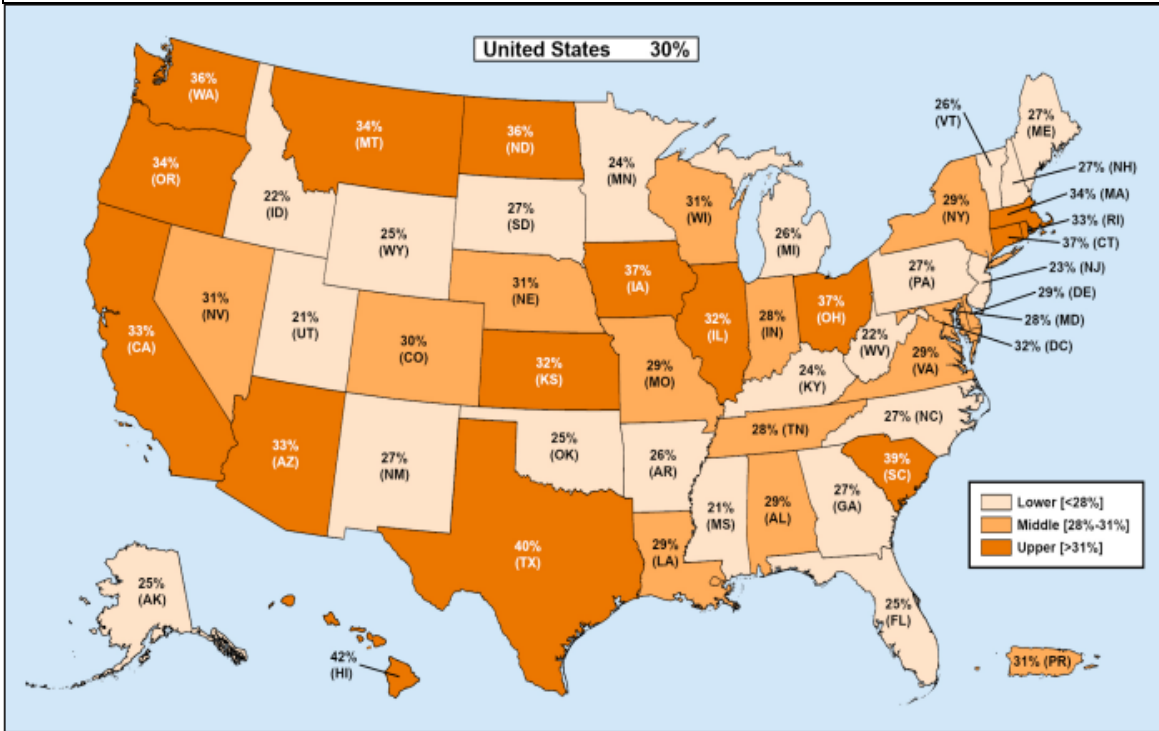 United States 30%
36%
(WA)
34%
(MT)
36%
(ND)
24%
(MN)
26%
(VT)
27%
(ME)
27% (NH)
34% (MA)
33% (RI)
37% (CT)
23% (NJ)
29% (DE)
28% (MD)
32% (DC)
34%
(OR)
22%
(ID)
25%
(WY)
27%
(SD)
31%
(WI)
26%
(MI)
29%
(NY)
27%
(PA)
33%
(CA)
31%
(NV)
21%
(UT)
30%
(CO)
31%
(NE)
37%
(IA)
32%
(IL)
28%
(IN)
37%
(OH)
22%
(WV)
29%
(VA)
32%
(KS)
29%
(MO)
24%
(KY)
27% (NC)
28% (TN)
33%
(AZ)
27%
(NM)
25%
(OK)
26%
(AR)
39%
(SC)
40%
(TX)
29%
(LA)
21%
(MS)
29%
(AL)
27%
(GA)
25%
(FL)
Lower [<28%]
Middle [28%-31%]
Upper [>31%]
25%
(AK)
42%
(HI)
31% (PR)